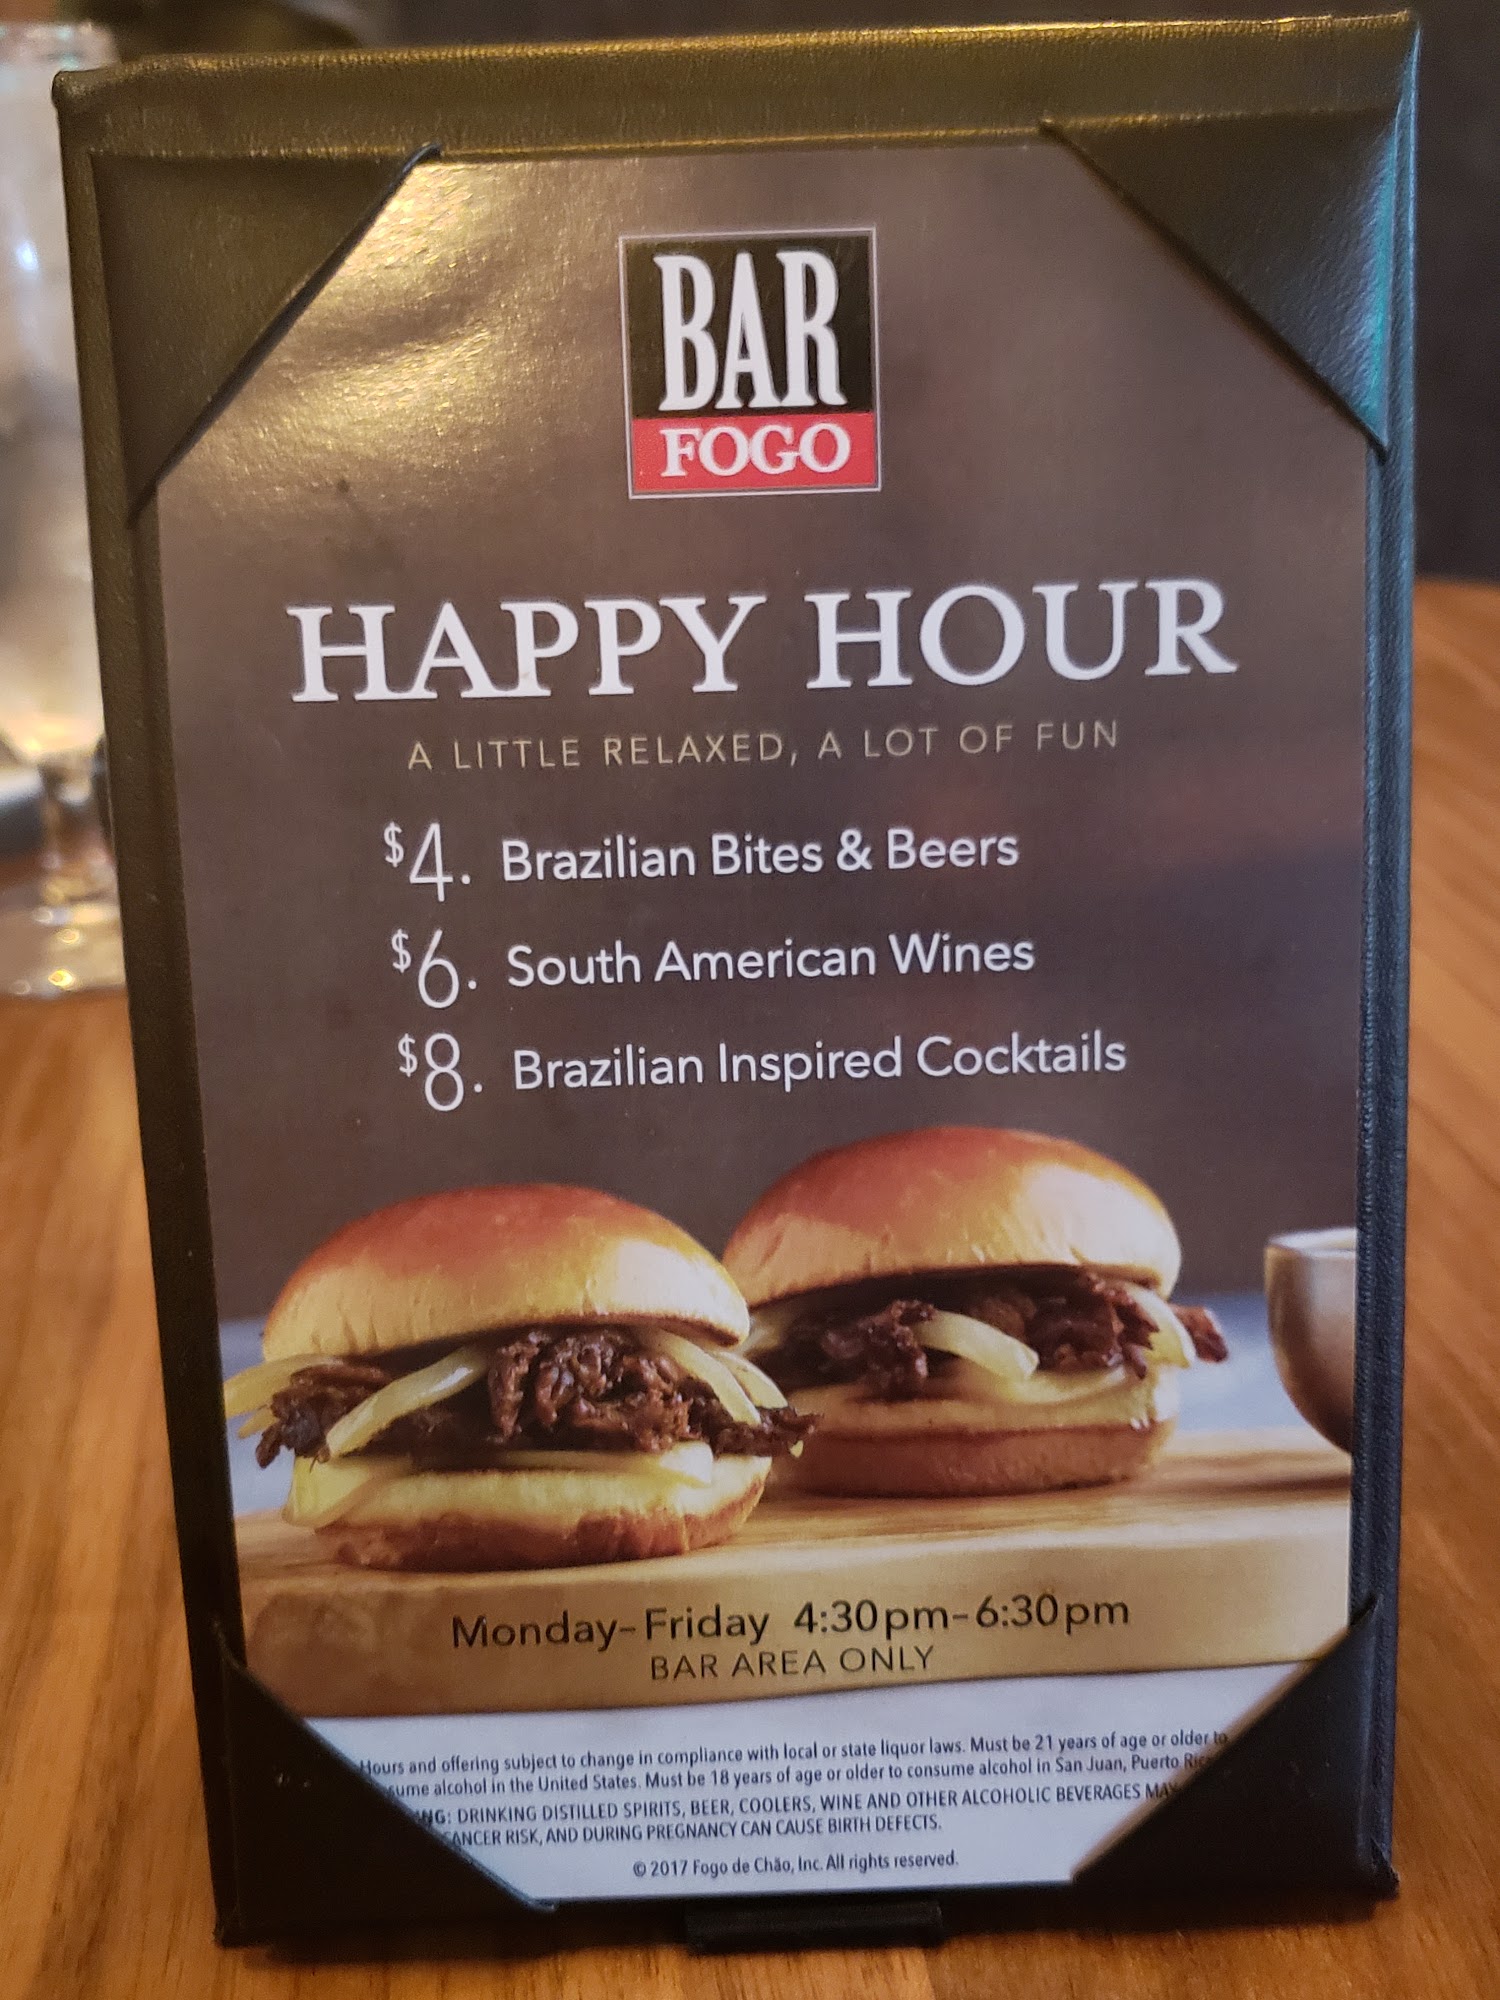 BAR
FOGO
HAPPY HOUR
A LITTLE RELAXED, A LOT OF FUN
$4. Brazilian Bites & Beers
$6. South American Wines
$8. Brazilian Inspired Cocktails
Monday-Friday 4:30pm-6:30pm
BAR AREA ONLY
Hours and offering subject to change in compliance with local or state liquor laws. Must be 21 years of age or older to
alcohol in the United States. Must be 18 years of age or older to consume alcohol in San Juan, Puerto
DRINKING DISTILLED SPIRITS, BEER, COOLERS, WINE AND OTHER ALCOHOLIC BEVERAGES MAY
CANCER RISK, AND DURING PREGNANCY CAN CAUSE BIRTH DEFECTS.
© 2017 Fogo de Chão, Inc. All rights reserved.